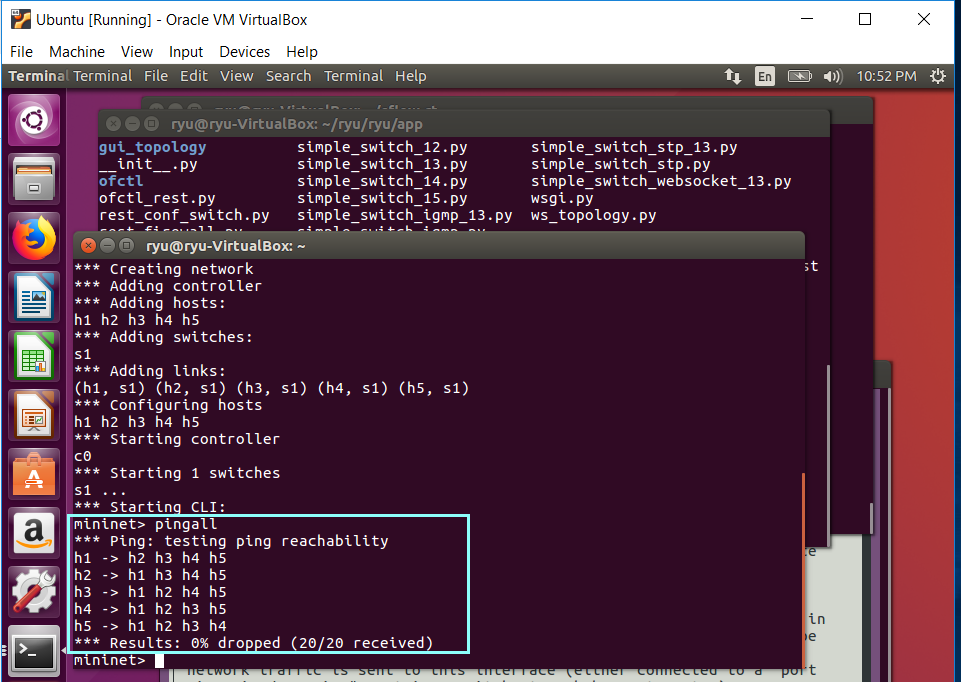 Ubuntu [Running] - Oracle VM VirtualBox
File Machine View Input Devices Help
Terminal Terminal File Edit View Search Terminal Help En 10:52 PM
ryu@ryu-VirtualBox: ~/ryu/ryu/app
gui_topology simple_switch_12.py simple_switch_stp_13.py
__init__.py simple_switch_13.py simple_switch_stp.py
ofctl simple_switch_14.py simple_switch_websocket_13.py
ofctl_rest.py simple_switch_15.py wsgi.py
rest_conf_switch.py simple_switch_igmp_13.py ws_topology.py
ryu@ryu-VirtualBox: ~
st
*** Creating network
*** Adding controller
*** Adding hosts:
h1 h2 h3 h4 h5
*** Adding switches:
s1
*** Adding links:
(h1, s1) (h2, s1) (h3, s1) (h4, s1) (h5, s1)
*** Configuring hosts
h1 h2 h3 h4 h5
*** Starting controller
c0
*** Starting 1 switches
s1 ...
*** Starting CLI:
mininet> pingall
*** Ping: testing ping reachability
h1 -> h2 h3 h4 h5
h2 -> h1 h3 h4 h5
h3 -> h1 h2 h4 h5
h4 -> h1 h2 h3 h5
h5 -> h1 h2 h3 h4
*** Results: 0% dropped (20/20 received)
mininet>
in
network traffic is sent to this interface (either connected to a "port